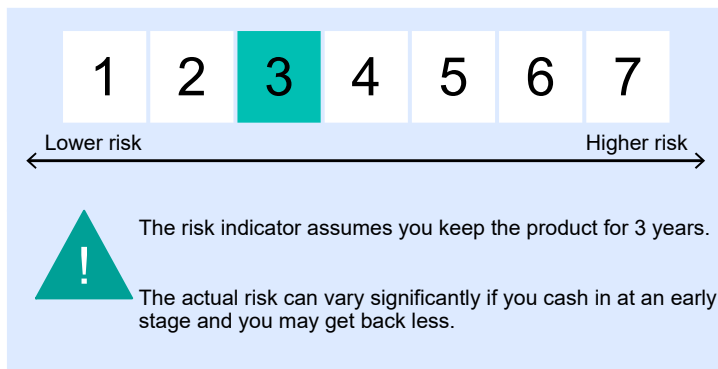 1 2 3 4 5 6 7
Lower risk Higher risk
!
The risk indicator assumes you keep the product for 3 years.
The actual risk can vary significantly if you cash in at an early
stage and you may get back less.